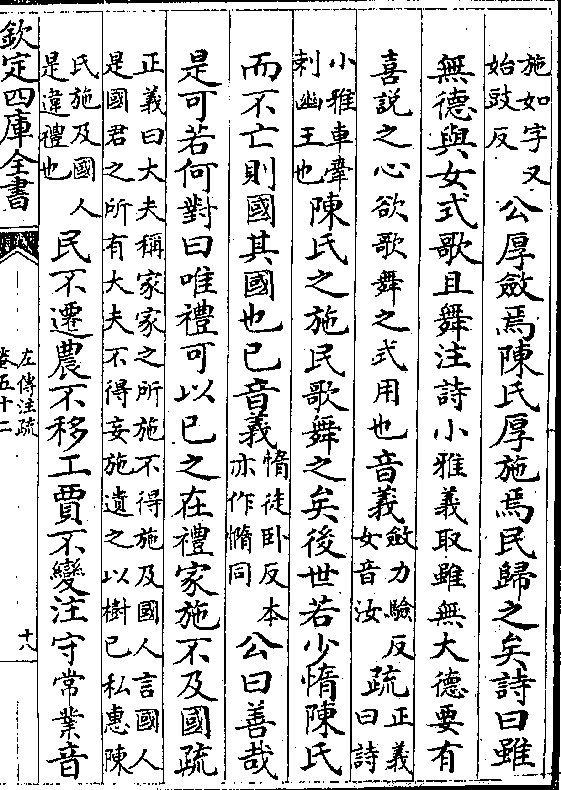 施如字又
始豉反
公厚斂焉陳氏厚施焉民歸之矣詩曰雖
無德與女式歌且舞注詩小雅義取雖無大德要有
喜説之心欲歌舞之式用也音義
斂力驗反
女音汝
疏
正義
曰詩
小雅車舝
刺幽王也
陳氏之施民歌舞之矣後世若少惰陳氏
而不亡則國其國也已音義
惰徒卧反本
亦作憜同
公曰善哉
是可若何對曰唯禮可以已之在禮家施不及國疏
正義曰大夫稱家家之所施不得施及國人言國人
是國君之所有大夫不得妄施遺之以樹已私惠陳
氏施及國人
是違禮也
民不遷農不移工賈不變注守常業音
欽定四庫全書
左傳注疏
卷五十二
十八